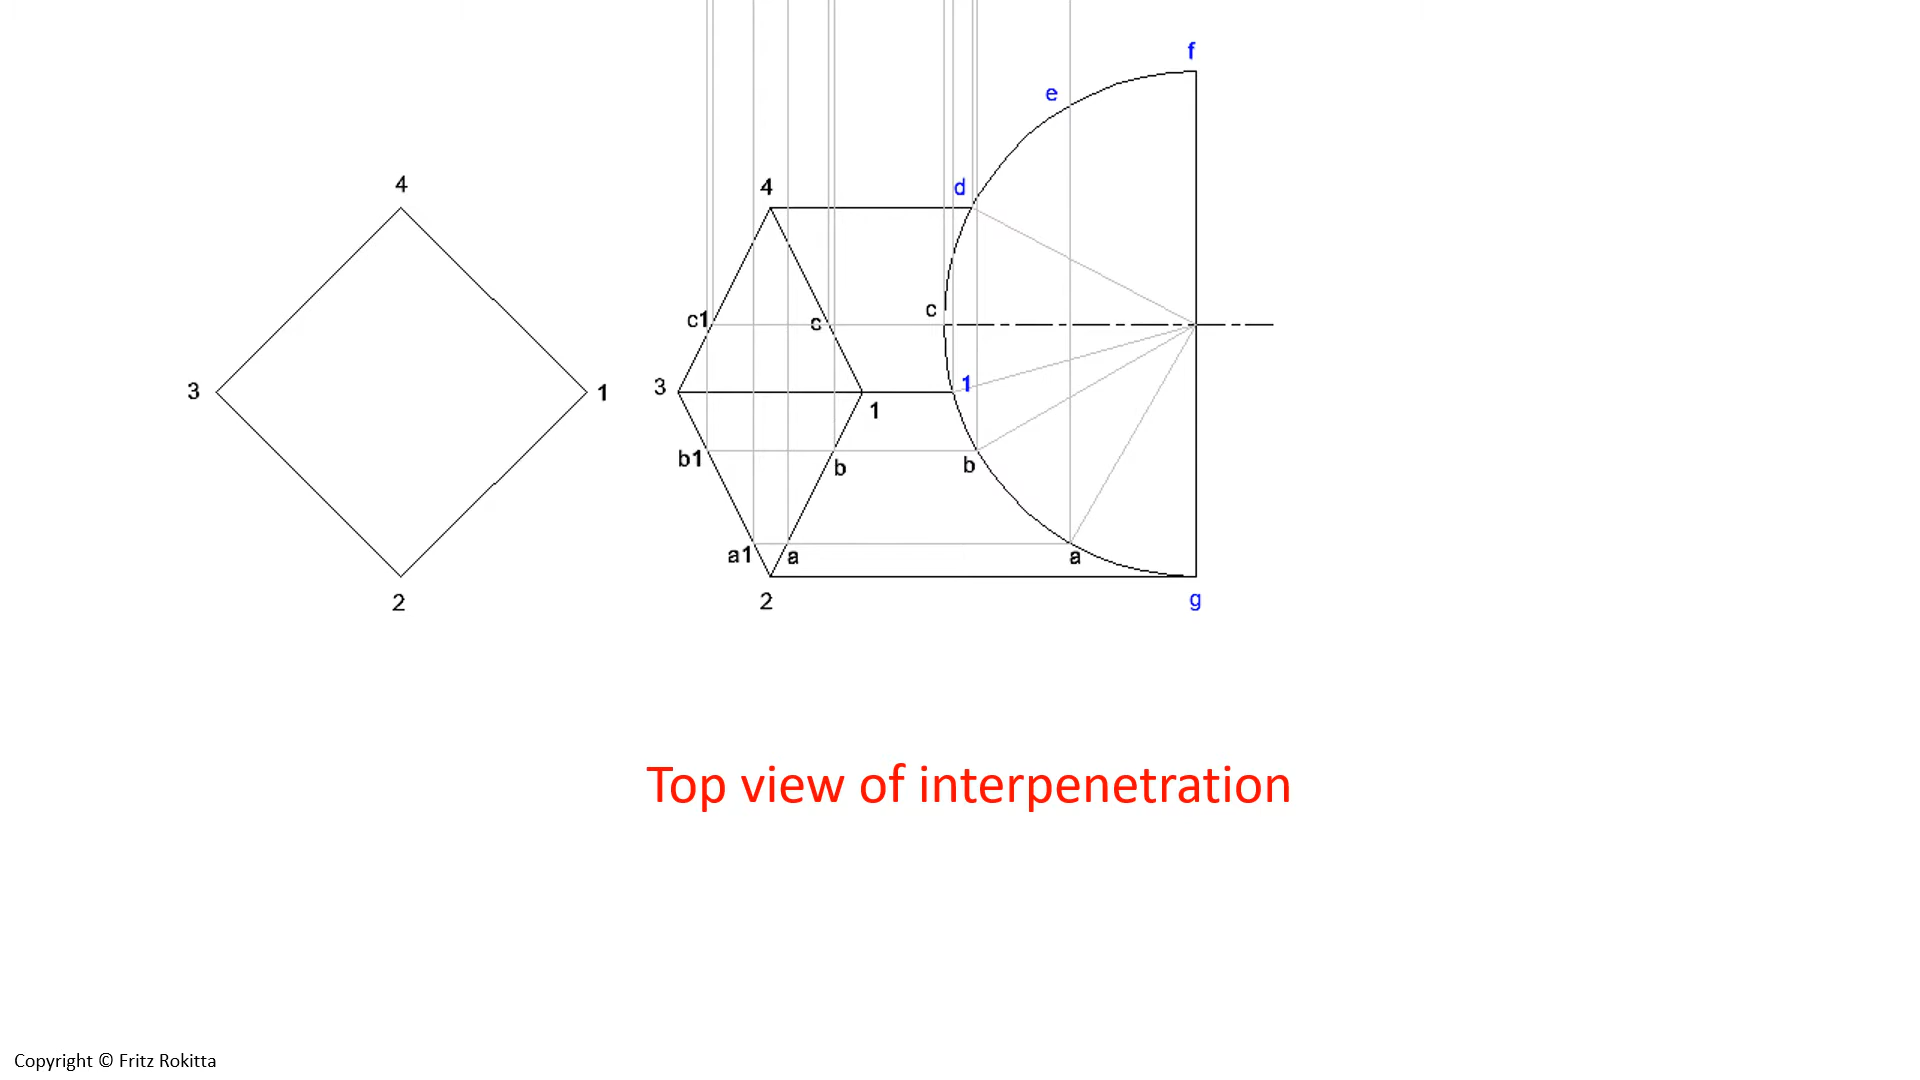 f
e
4
4
d
c1
c
c
3
1
3
1
1
b1
b
b
a1
a
a
2
2
g
Top view of interpenetration
Copyright © Fritz Rokitta